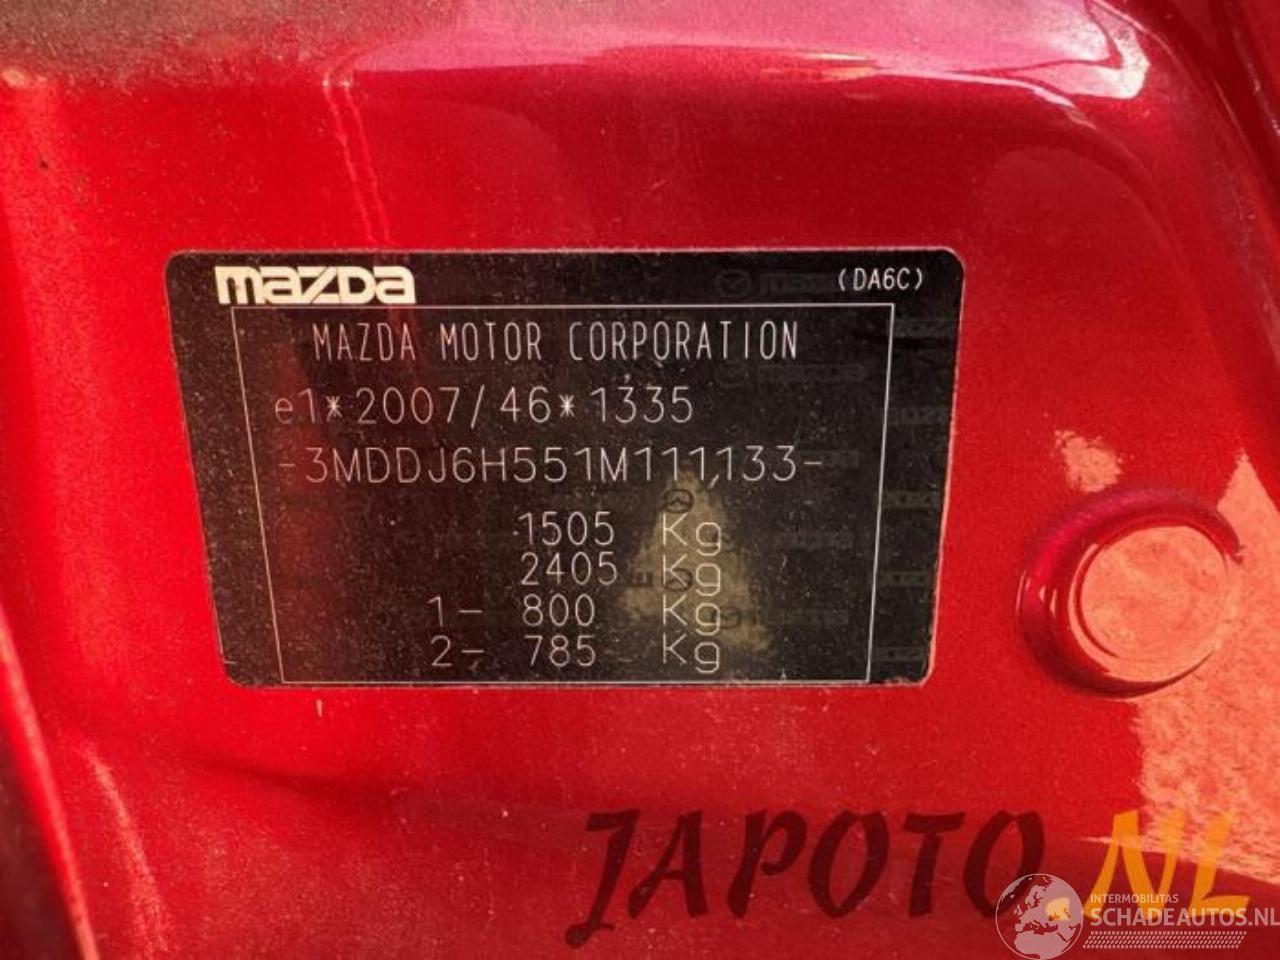 mazda (DA6C)
MAZDA MOTOR CORPORATION
e1*2007/46*1335
-3MDDJ6H551M111133-
1505 Kg
2405 Kg
1- 800 Kg
2- 785 Kg
JAPOTO.NL
INTERMOBILITAS
SCHADEAUTOS.NL